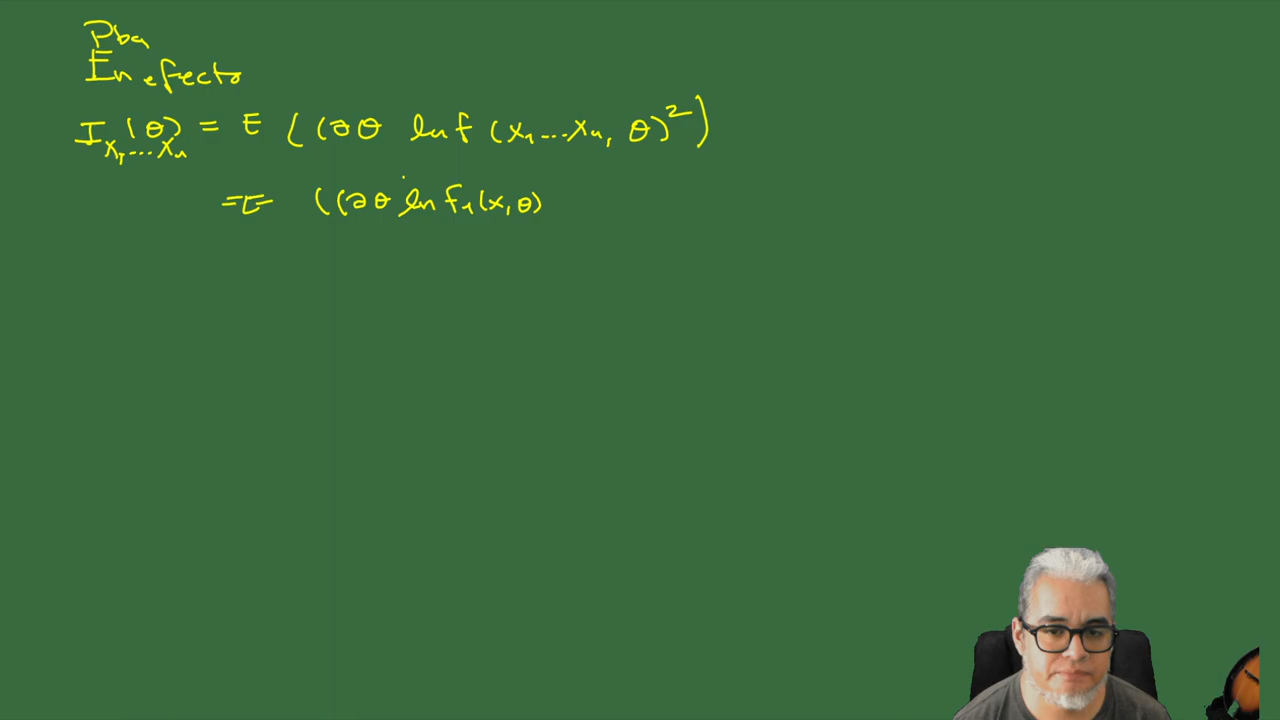 Pba
En efecto
I_{X_1...X_n}(θ) = E ((∂θ ln f (x_1...x_n, θ)^2)
= E ((∂θ ln f_1(x, θ)